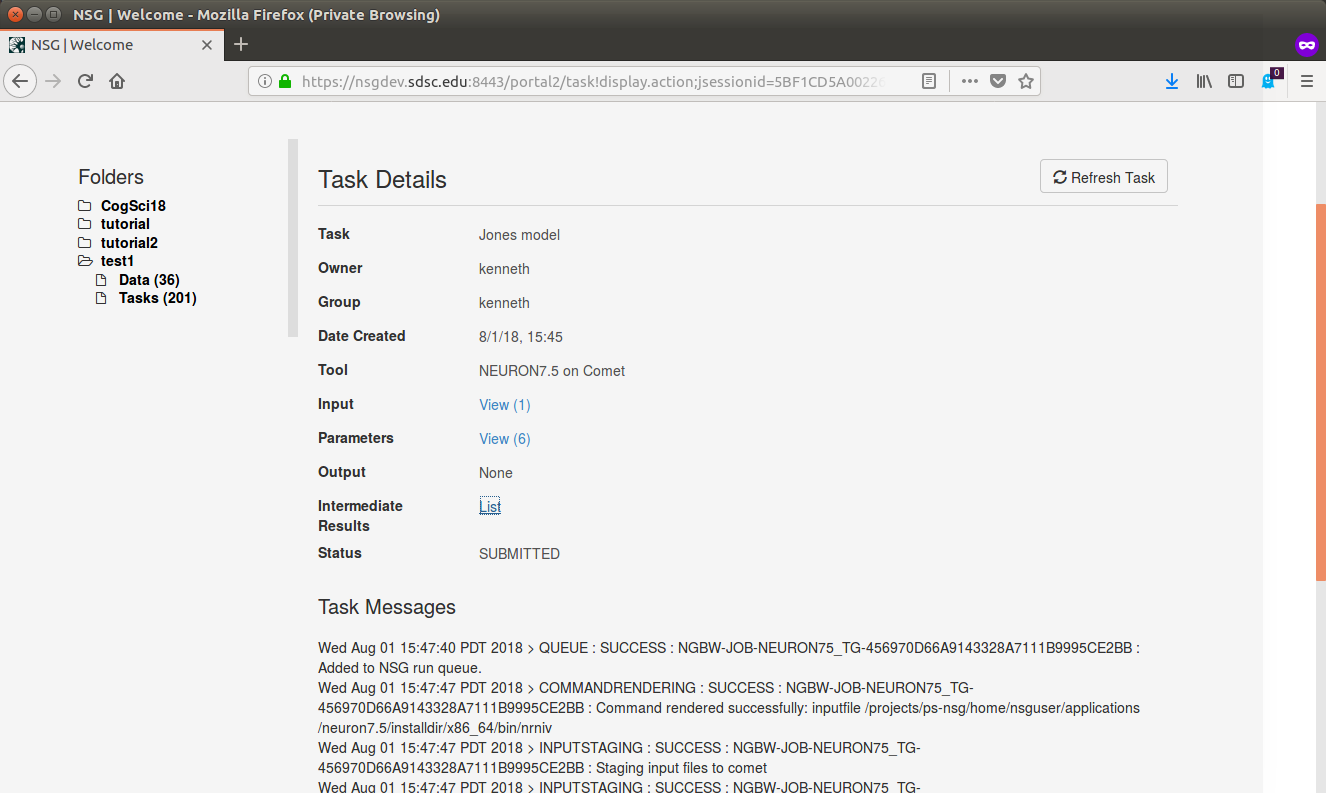 NSG | Welcome - Mozilla Firefox (Private Browsing)
NSG | Welcome
https://nsgdev.sdsc.edu:8443/portal2/task!display.action;jsessionid=5BF1CD5A00226
0
Folders
CogSci18
tutorial
tutorial2
test1
Data (36)
Tasks (201)
Task Details
Refresh Task
Task Jones model
Owner kenneth
Group kenneth
Date Created 8/1/18, 15:45
Tool NEURON7.5 on Comet
Input View (1)
Parameters View (6)
Output None
Intermediate List
Results
Status SUBMITTED
Task Messages
Wed Aug 01 15:47:40 PDT 2018 > QUEUE : SUCCESS : NGBW-JOB-NEURON75_TG-456970D66A9143328A7111B9995CE2BB :
Added to NSG run queue.
Wed Aug 01 15:47:47 PDT 2018 > COMMANDRENDERING : SUCCESS : NGBW-JOB-NEURON75_TG-
456970D66A9143328A7111B9995CE2BB : Command rendered successfully: inputfile /projects/ps-nsg/home/nsguser/applications
/neuron7.5/installdir/x86_64/bin/nrniv
Wed Aug 01 15:47:47 PDT 2018 > INPUTSTAGING : SUCCESS : NGBW-JOB-NEURON75_TG-
456970D66A9143328A7111B9995CE2BB : Staging input files to comet
Wed Aug 01 15:47:47 PDT 2018 > INPUTSTAGING : SUCCESS : NGBW-JOB-NEURON75_TG-